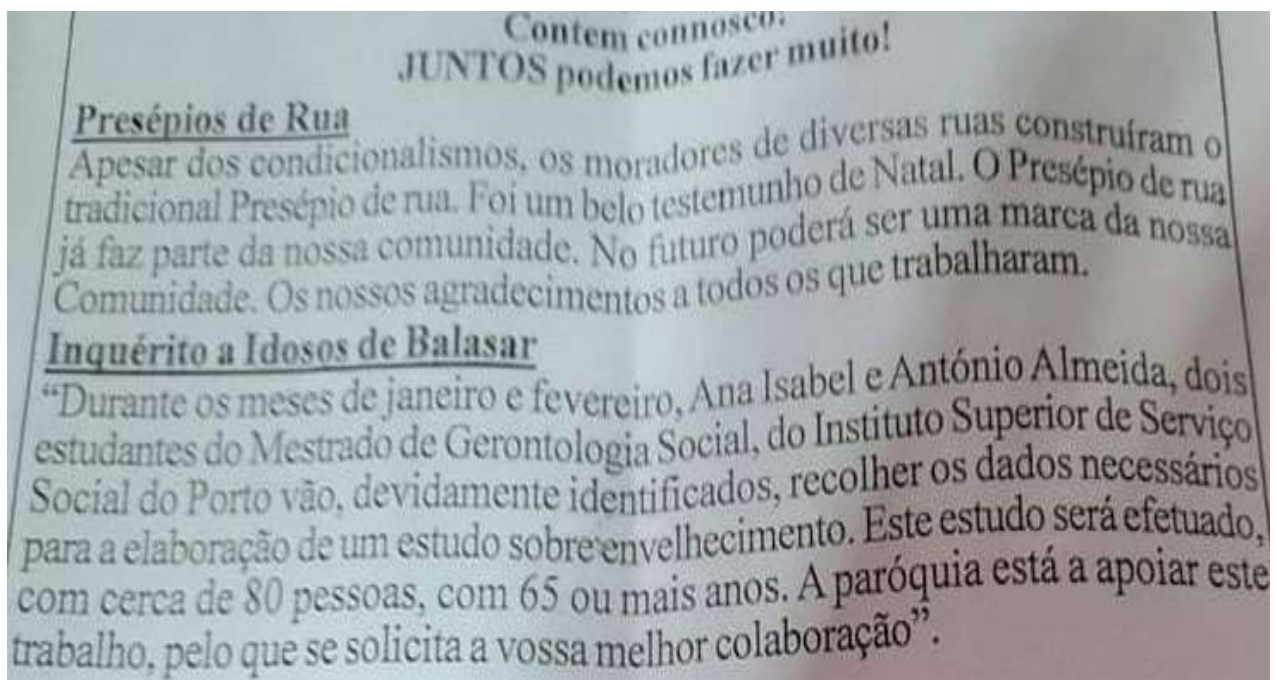 Contem connosco.
JUNTOS podemos fazer muito!
Presépios de Rua
Apesar dos condicionalismos, os moradores de diversas ruas construíram o
tradicional Presépio de rua. Foi um belo testemunho de Natal. O Presépio de rua
já faz parte da nossa comunidade. No futuro poderá ser uma marca da nossa
Comunidade. Os nossos agradecimentos a todos os que trabalharam.
Inquérito a Idosos de Balasar
“Durante os meses de janeiro e fevereiro, Ana Isabel e António Almeida, dois
estudantes do Mestrado de Gerontologia Social, do Instituto Superior de Serviço
Social do Porto vão, devidamente identificados, recolher os dados necessários
para a elaboração de um estudo sobre envelhecimento. Este estudo será efetuado,
com cerca de 80 pessoas, com 65 ou mais anos. A paróquia está a apoiar este
trabalho, pelo que se solicita a vossa melhor colaboração”.